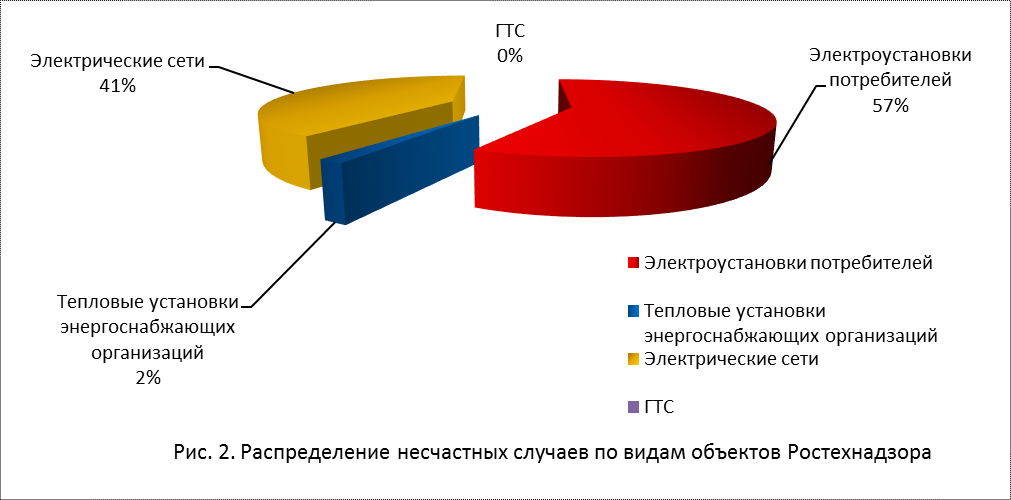 ГТС
0%
Электрические сети
41%
Электроустановки
потребителей
57%
Тепловые установки
энергоснабжающих
организаций
2%
Электроустановки потребителей
Тепловые установки
энергоснабжающих организаций
Электрические сети
ГТС
Рис. 2. Распределение несчастных случаев по видам объектов Ростехнадзора